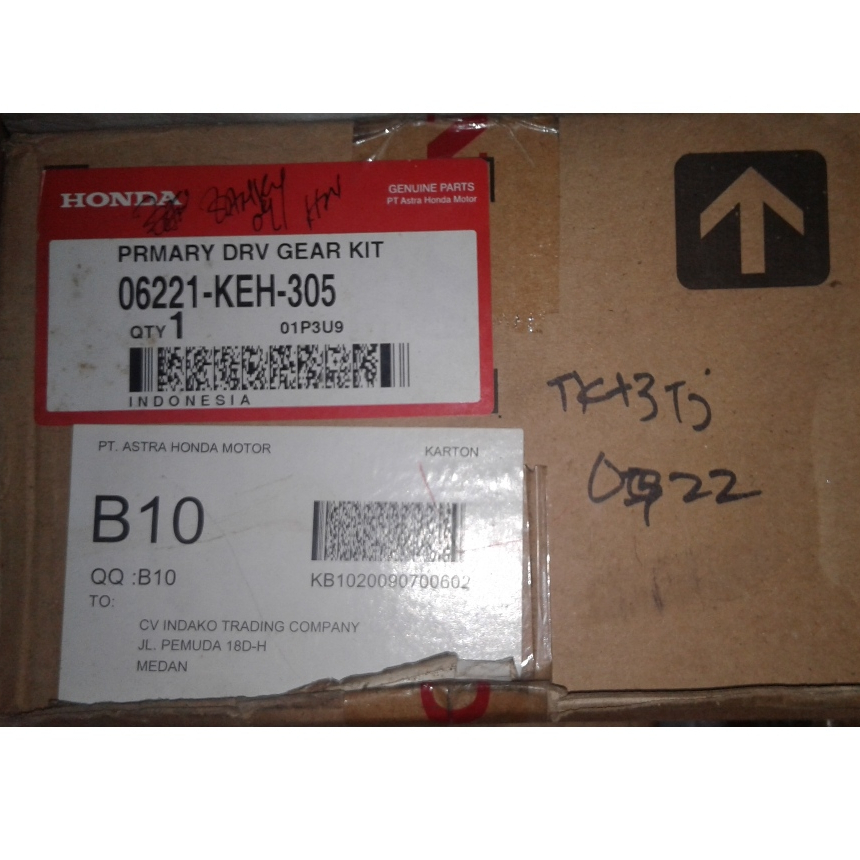 HONDA
GENUINE PARTS
PT Astra Honda Motor
PRMARY DRV GEAR KIT
06221-KEH-305
QTY 1 01P3U9
INDONESIA
PT. ASTRA HONDA MOTOR KARTON
B10
QQ :B10 KB1020090700602
TO:
CV INDAKO TRADING COMPANY
JL. PEMUDA 18D-H
MEDAN